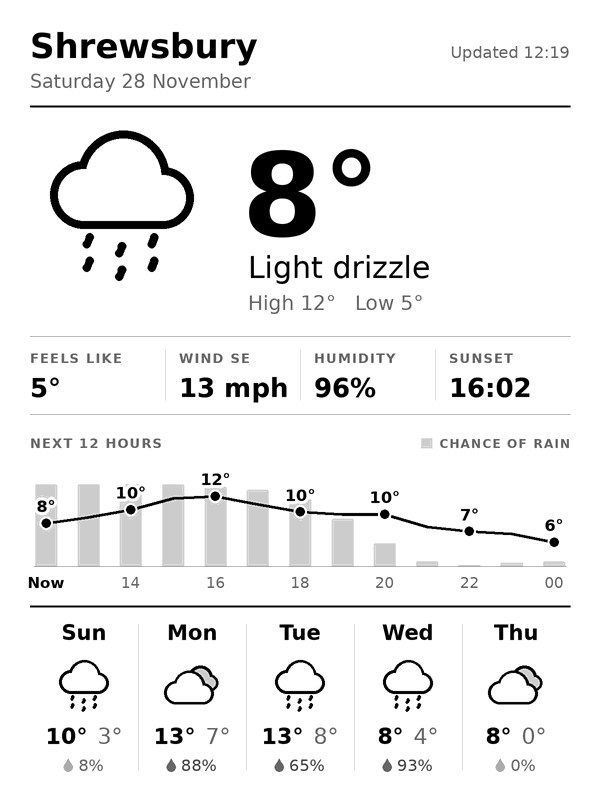 Shrewsbury
Updated 12:19
Saturday 28 November
8°
Light drizzle
High 12° Low 5°
FEELS LIKE WIND SE HUMIDITY SUNSET
5° 13 mph 96% 16:02
NEXT 12 HOURS CHANCE OF RAIN
8° 10° 12° 10° 10° 7° 6°
Now 14 16 18 20 22 00
Sun Mon Tue Wed Thu
10° 3° 13° 7° 13° 8° 8° 4° 8° 0°
8% 88% 65% 93% 0%